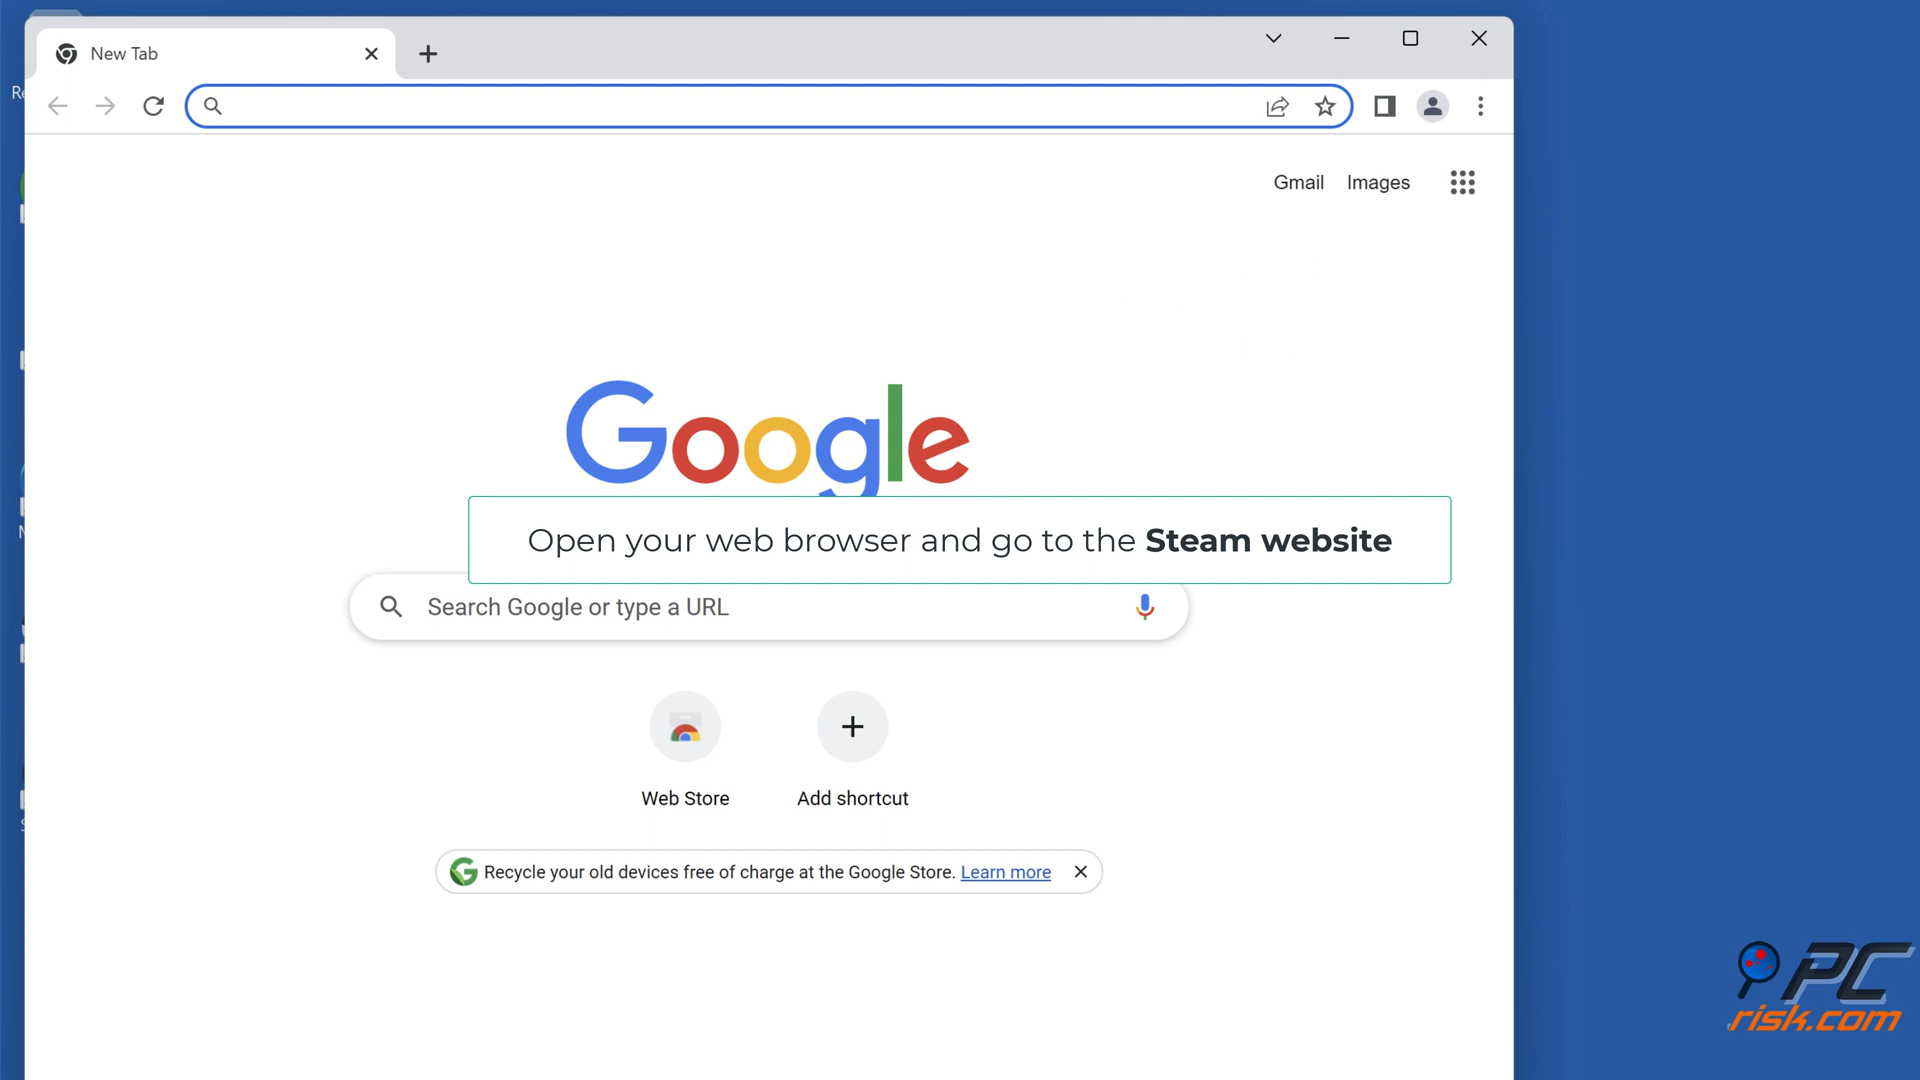 New Tab
Gmail Images
Google
Open your web browser and go to the Steam website
Search Google or type a URL
Web Store Add shortcut
Recycle your old devices free of charge at the Google Store. Learn more
PC
risk.com